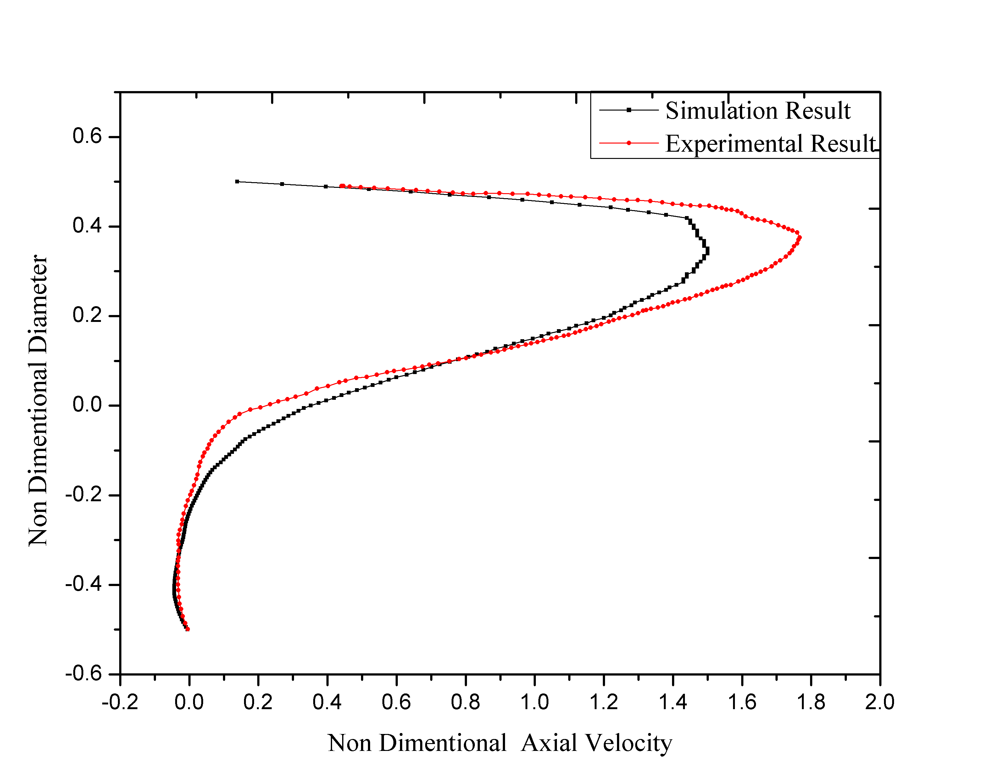 Simulation Result
Experimental Result
0.6
0.4
0.2
0.0
-0.2
-0.4
-0.6
Non Dimentional Diameter
-0.2 0.0 0.2 0.4 0.6 0.8 1.0 1.2 1.4 1.6 1.8 2.0
Non Dimentional Axial Velocity